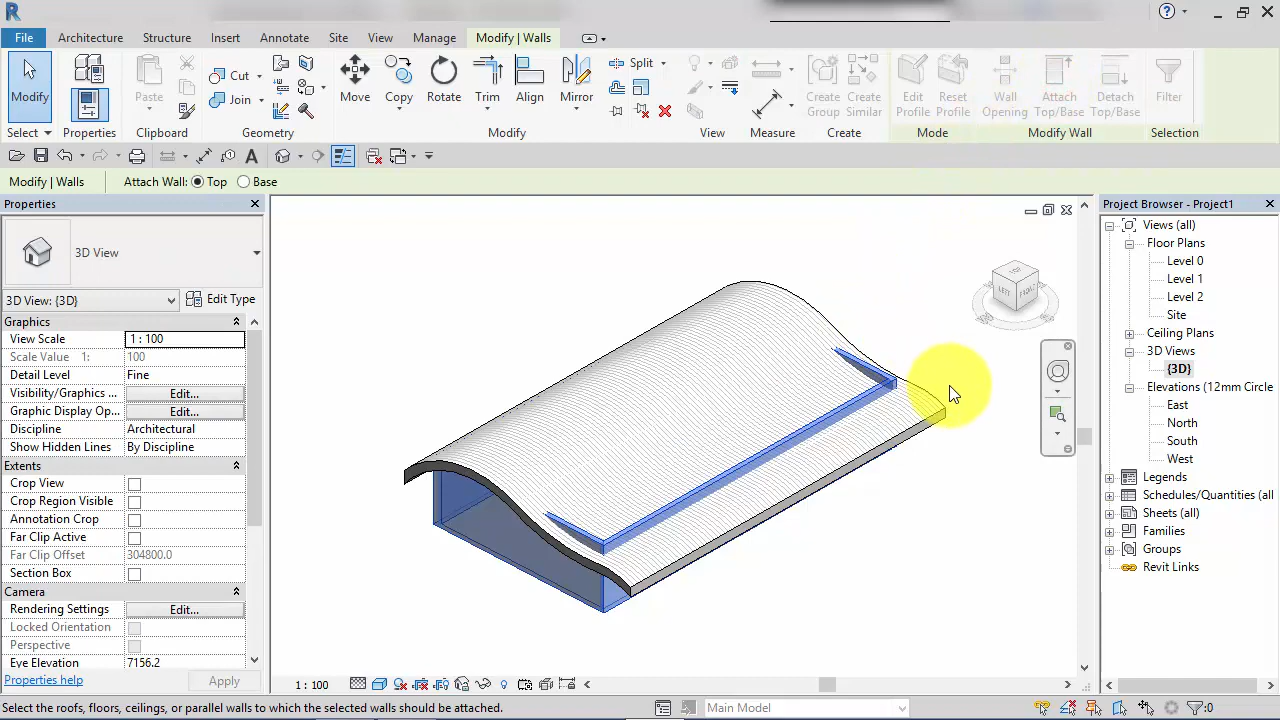 File Architecture Structure Insert Annotate Site View Manage Modify | Walls
Modify Properties Paste Cut Join Move Copy Rotate Trim Align Mirror Split Create Group Create Similar Edit Profile Reset Profile Wall Opening Attach Top/Base Detach Top/Base Filter
Select Properties Clipboard Geometry Modify View Measure Create Mode Modify Wall Selection
Modify | Walls Attach Wall: Top Base
Properties
3D View
3D View: {3D} Edit Type
Graphics
View Scale 1 : 100
Scale Value 1: 100
Detail Level Fine
Visibility/Graphics ... Edit...
Graphic Display Op... Edit...
Discipline Architectural
Show Hidden Lines By Discipline
Extents
Crop View
Crop Region Visible
Annotation Crop
Far Clip Active
Far Clip Offset 304800.0
Section Box
Camera
Rendering Settings Edit...
Locked Orientation
Perspective
Eye Elevation 7156.2
Properties help Apply
TOP
LEFT FRONT
1 : 100
Project Browser - Project1
Views (all)
Floor Plans
Level 0
Level 1
Level 2
Site
Ceiling Plans
3D Views
{3D}
Elevations (12mm Circle
East
North
South
West
Legends
Schedules/Quantities (all)
Sheets (all)
Families
Groups
Revit Links
Select the roofs, floors, ceilings, or parallel walls to which the selected walls should be attached. Main Model :0